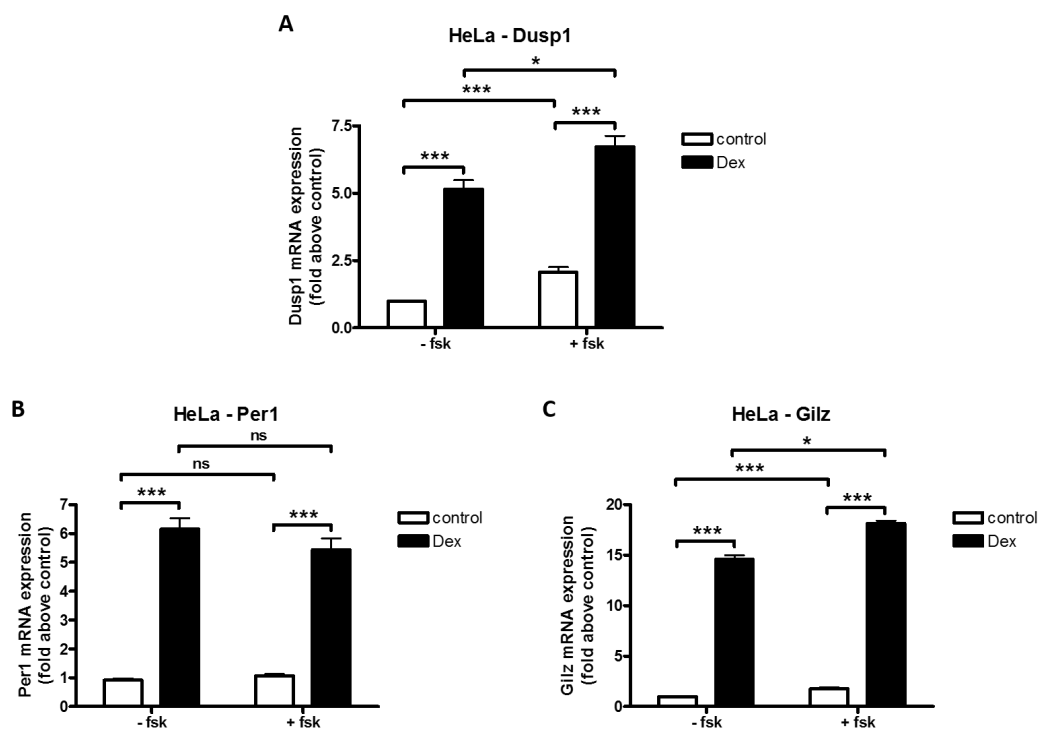 A
HeLa - Dusp1
*
***
***
***
7.5
5.0
2.5
0.0
Dusp1 mRNA expression
(fold above control)
- fsk
+ fsk
control
Dex
B
HeLa - Per1
ns
ns
***
***
7
6
5
4
3
2
1
0
Per1 mRNA expression
(fold above control)
- fsk
+ fsk
control
Dex
C
HeLa - Gilz
*
***
***
***
20
15
10
5
0
Gilz mRNA expression
(fold above control)
- fsk
+ fsk
control
Dex